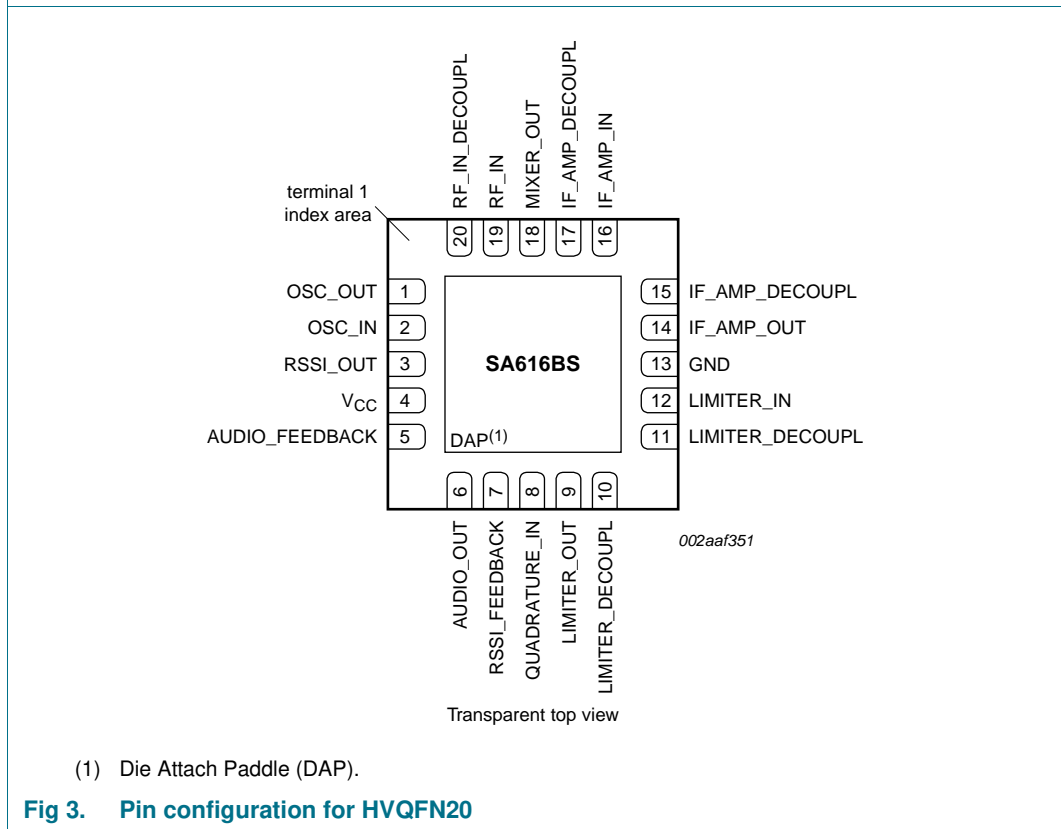 RF_IN_DECOUPL
RF_IN
MIXER_OUT
IF_AMP_DECOUPL
IF_AMP_IN
terminal 1
index area
20 19 18 17 16
OSC_OUT 1
15 IF_AMP_DECOUPL
OSC_IN 2
14 IF_AMP_OUT
RSSI_OUT 3
SA616BS
13 GND
VCC 4
12 LIMITER_IN
AUDIO_FEEDBACK 5
DAP(1)
11 LIMITER_DECOUPL
6 7 8 9 10
AUDIO_OUT
RSSI_FEEDBACK
QUADRATURE_IN
LIMITER_OUT
LIMITER_DECOUPL
002aaf351
Transparent top view
(1) Die Attach Paddle (DAP).
Fig 3. Pin configuration for HVQFN20